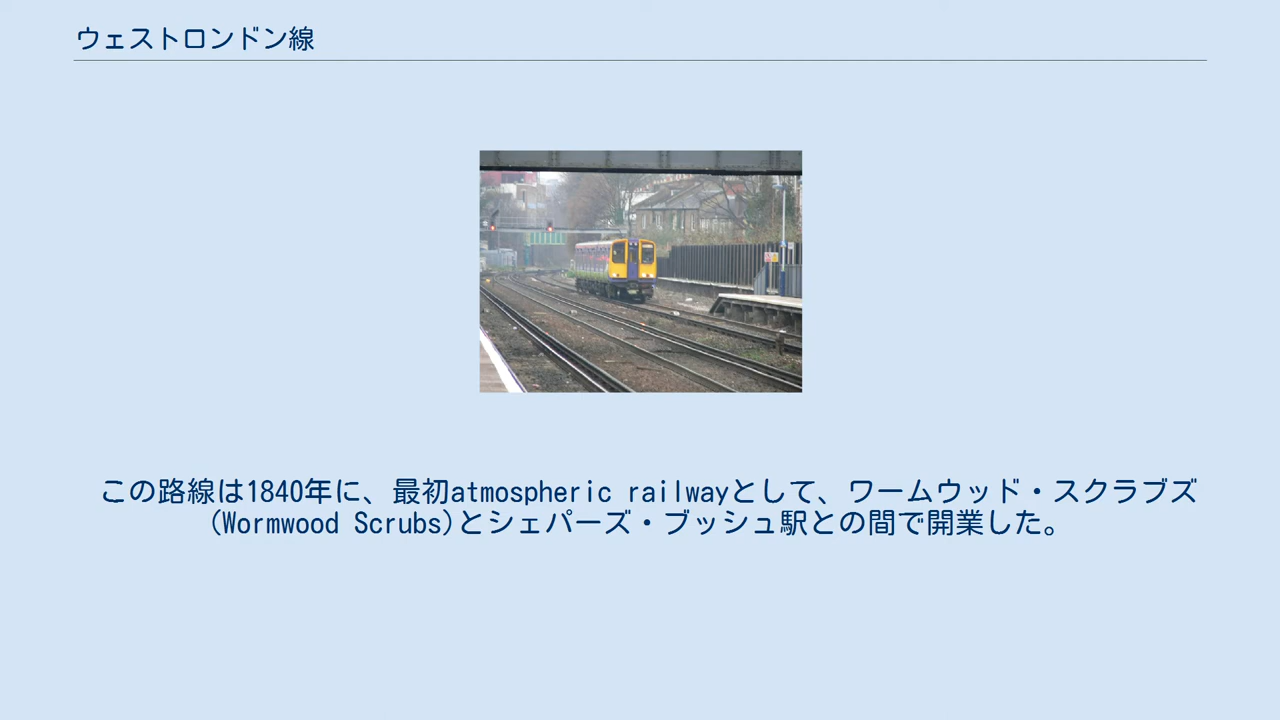 ウェストロンドン線
この路線は1840年に、最初atmospheric railwayとして、ワームウッド・スクラブズ
(Wormwood Scrubs)とシェパーズ・ブッシュ駅との間で開業した。